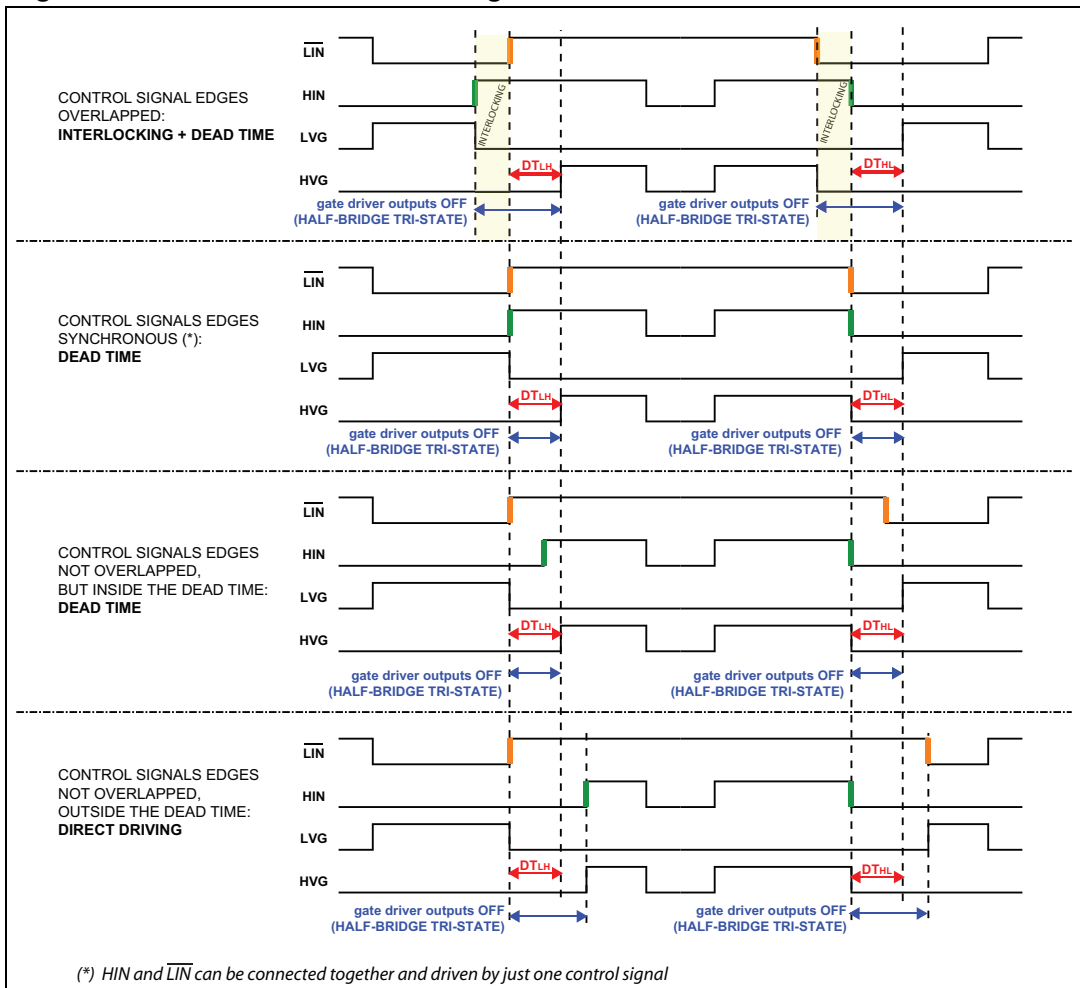 LIN
CONTROL SIGNAL EDGES
OVERLAPPED:
INTERLOCKING + DEAD TIME
HIN
LVG
HVG
INTERLOCKING
INTERLOCKING
DTLH
DTHL
gate driver outputs OFF
(HALF-BRIDGE TRI-STATE)
gate driver outputs OFF
(HALF-BRIDGE TRI-STATE)
LIN
CONTROL SIGNALS EDGES
SYNCHRONOUS (*):
DEAD TIME
HIN
LVG
HVG
DTLH
DTHL
gate driver outputs OFF
(HALF-BRIDGE TRI-STATE)
gate driver outputs OFF
(HALF-BRIDGE TRI-STATE)
LIN
CONTROL SIGNALS EDGES
NOT OVERLAPPED,
BUT INSIDE THE DEAD TIME:
DEAD TIME
HIN
LVG
HVG
DTLH
DTHL
gate driver outputs OFF
(HALF-BRIDGE TRI-STATE)
gate driver outputs OFF
(HALF-BRIDGE TRI-STATE)
LIN
CONTROL SIGNALS EDGES
NOT OVERLAPPED,
OUTSIDE THE DEAD TIME:
DIRECT DRIVING
HIN
LVG
HVG
DTLH
DTHL
gate driver outputs OFF
(HALF-BRIDGE TRI-STATE)
gate driver outputs OFF
(HALF-BRIDGE TRI-STATE)
(*) HIN and LIN can be connected together and driven by just one control signal